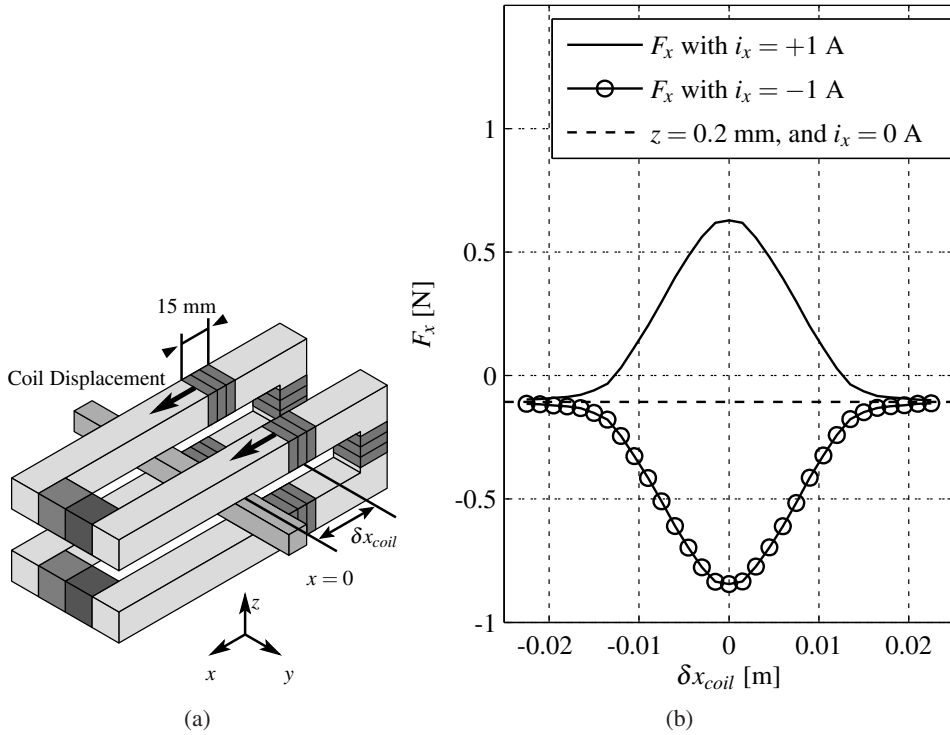 15 mm
Coil Displacement
δx_coil
x = 0
z
x
y
(a)
F_x with i_x = +1 A
F_x with i_x = −1 A
z = 0.2 mm, and i_x = 0 A
1
0.5
0
-0.5
-1
F_x [N]
-0.02
-0.01
0
0.01
0.02
δx_coil [m]
(b)